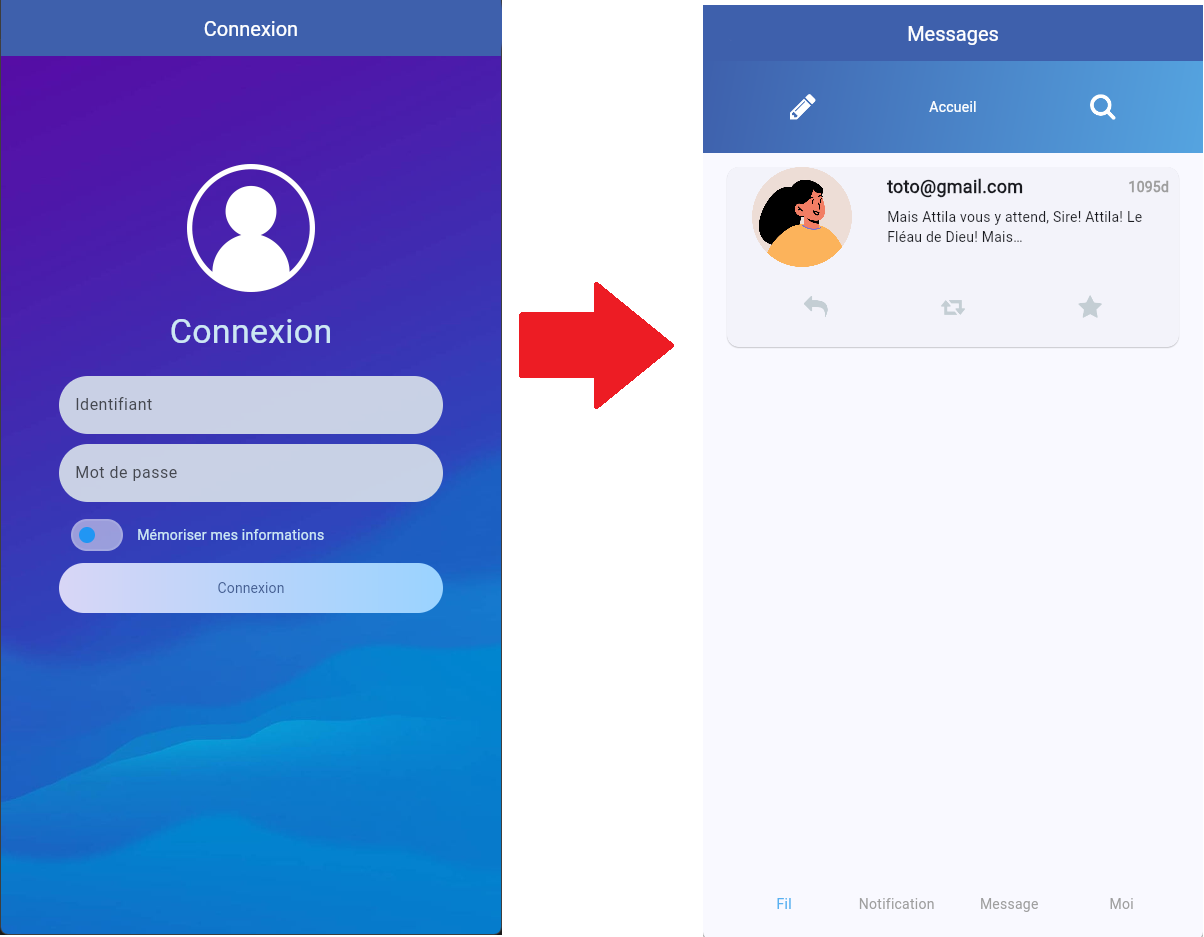 Connexion
Connexion
Identifiant
Mot de passe
Mémoriser mes informations
Connexion
Messages
Accueil
toto@gmail.com
1095d
Mais Attila vous y attend, Sire! Attila! Le
Fléau de Dieu! Mais...
Fil
Notification
Message
Moi